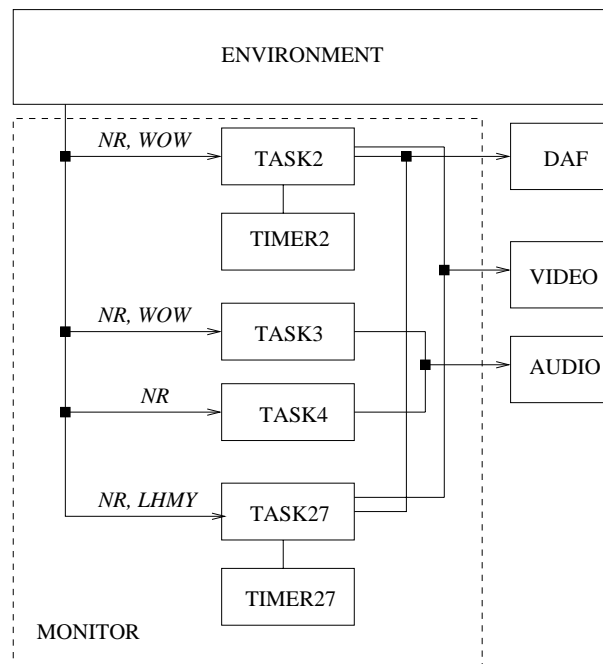 ENVIRONMENT
NR, WOW
TASK2
DAF
TIMER2
VIDEO
NR, WOW
TASK3
AUDIO
NR
TASK4
NR, LHMY
TASK27
TIMER27
MONITOR